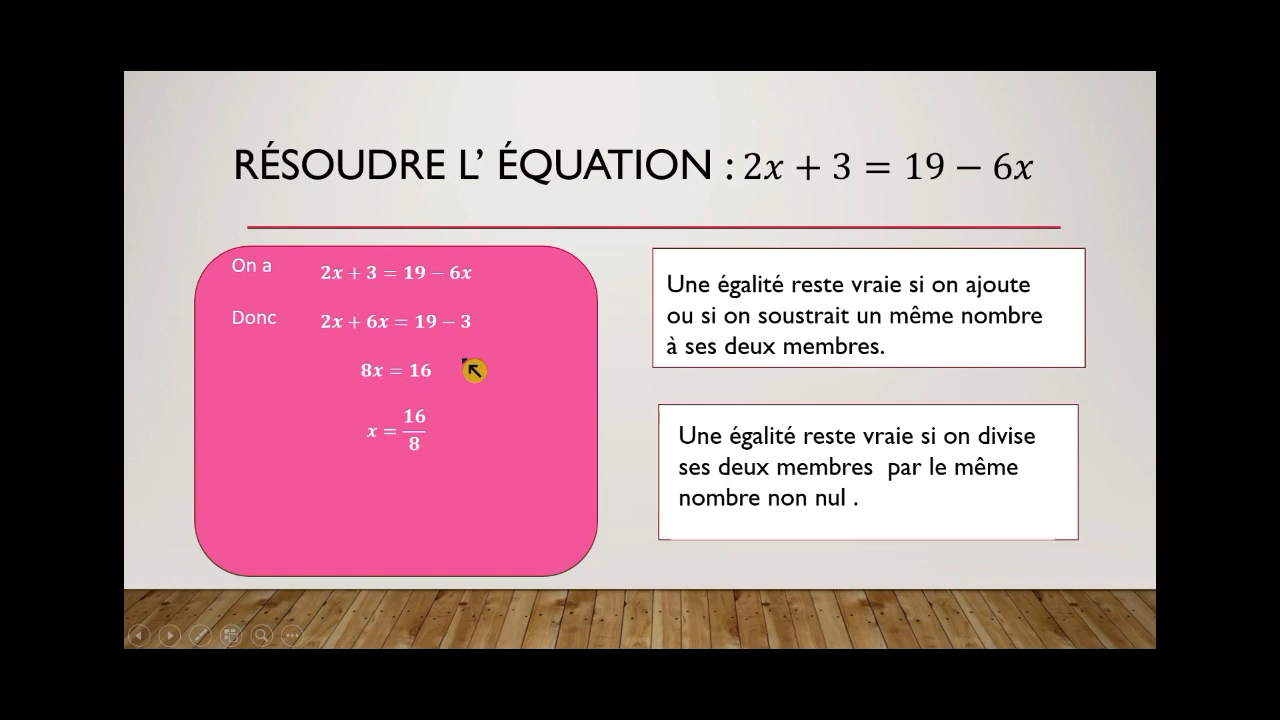 RÉSOUDRE L’ ÉQUATION : 2x + 3 = 19 − 6x
On a 2x + 3 = 19 − 6x
Donc 2x + 6x = 19 − 3
8x = 16
x = 16/8
Une égalité reste vraie si on ajoute
ou si on soustrait un même nombre
à ses deux membres.
Une égalité reste vraie si on divise
ses deux membres  par le même
nombre non nul .